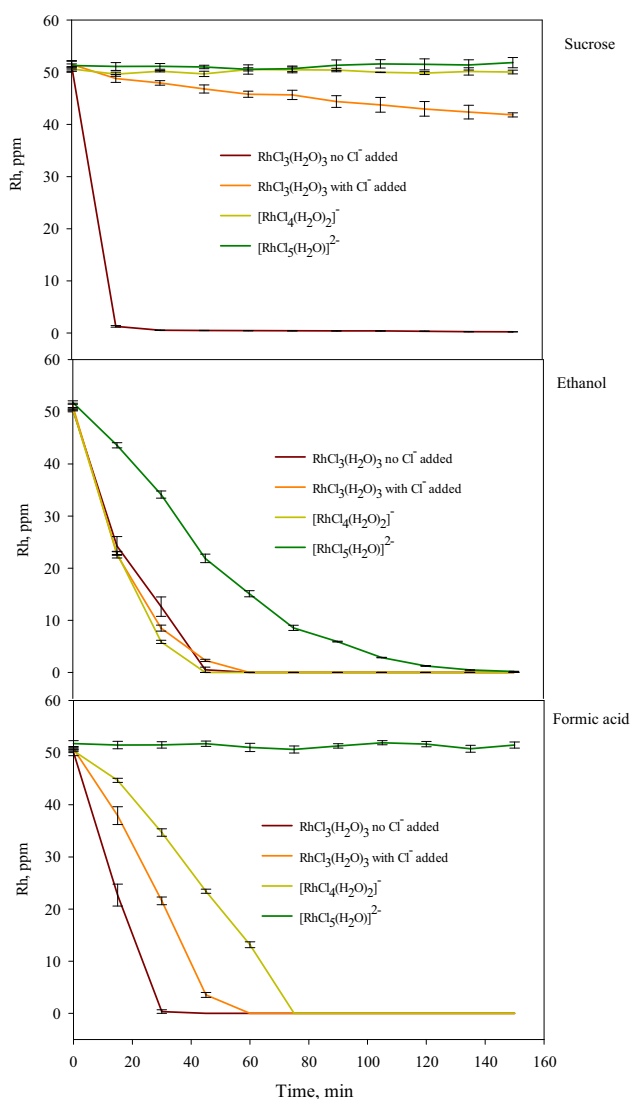 Sucrose
60
50
40
30
20
10
0
Rh, ppm
RhCl3(H2O)3 no Cl⁻ added
RhCl3(H2O)3 with Cl⁻ added
[RhCl4(H2O)2]⁻
[RhCl5(H2O)]²⁻
Ethanol
60
50
40
30
20
10
0
Rh, ppm
RhCl3(H2O)3 no Cl⁻ added
RhCl3(H2O)3 with Cl⁻ added
[RhCl4(H2O)2]⁻
[RhCl5(H2O)]²⁻
Formic acid
60
50
40
30
20
10
0
Rh, ppm
RhCl3(H2O)3 no Cl⁻ added
RhCl3(H2O)3 with Cl⁻ added
[RhCl4(H2O)2]⁻
[RhCl5(H2O)]²⁻
0 20 40 60 80 100 120 140 160
Time, min